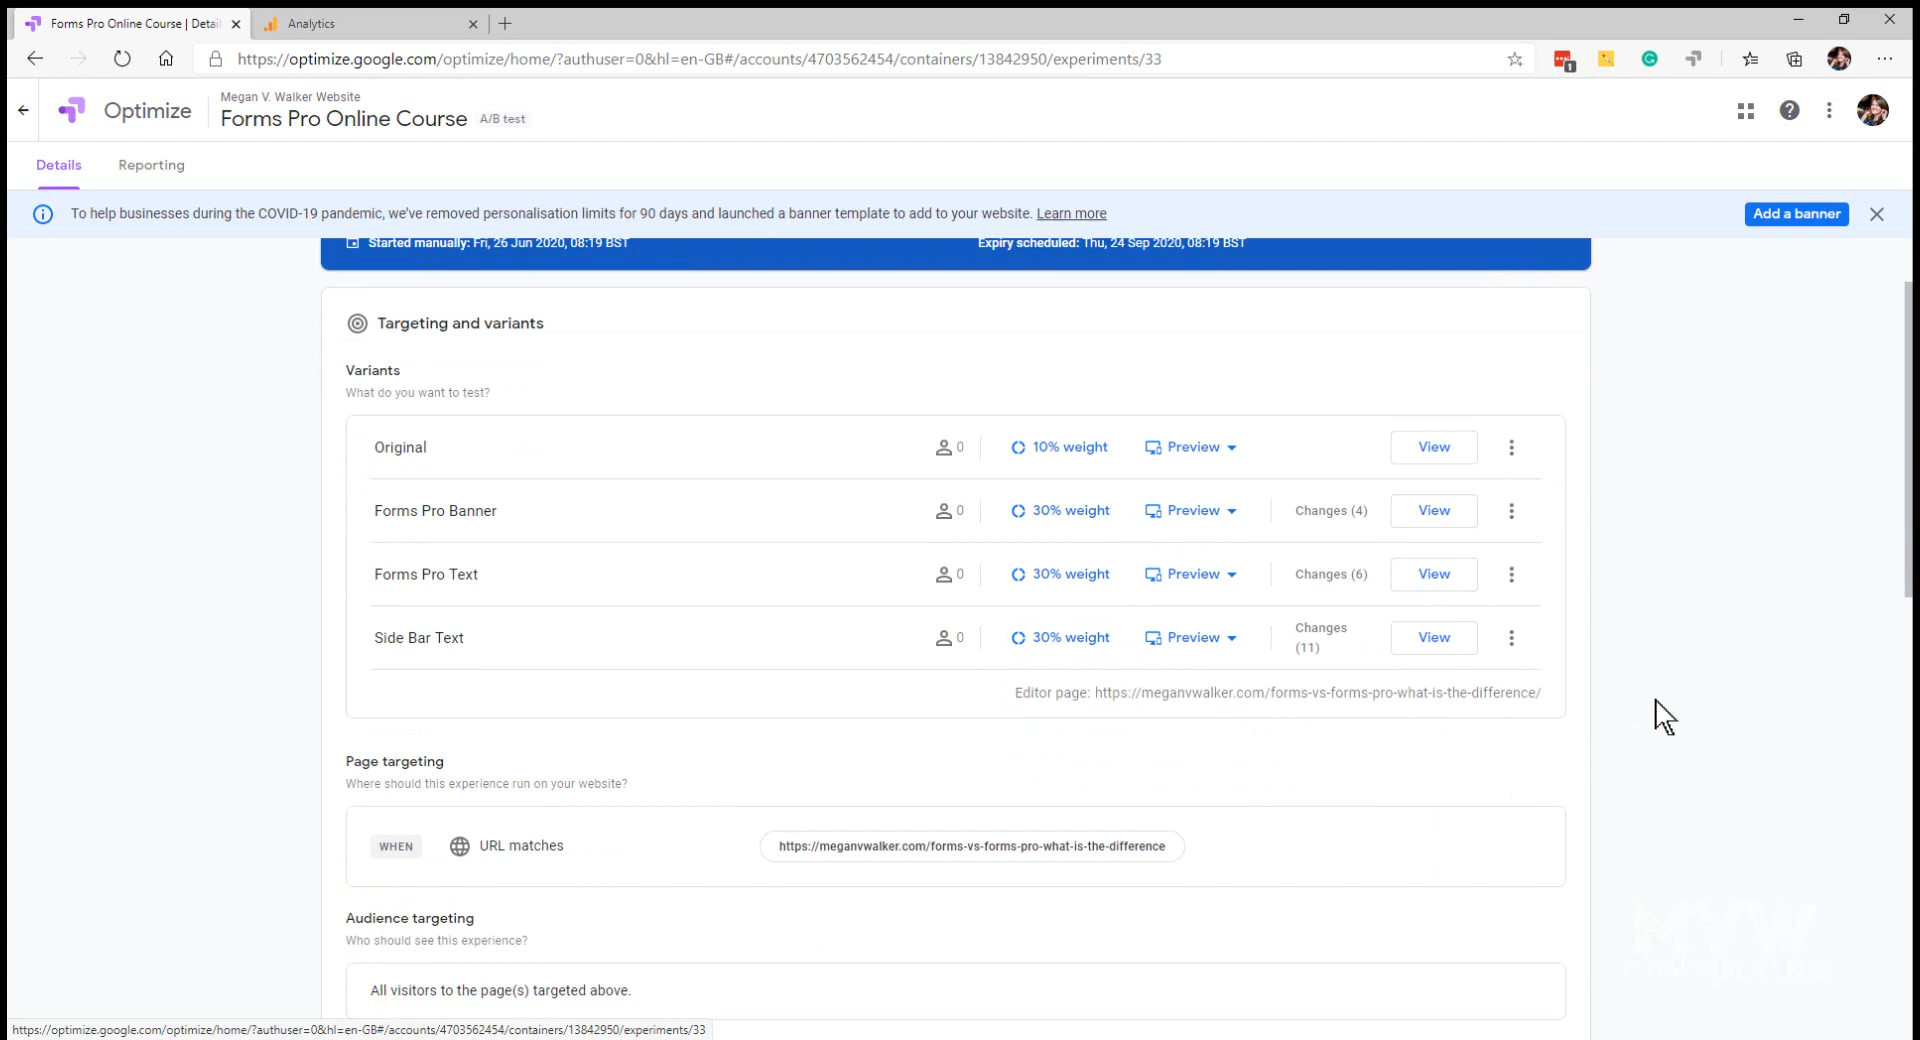 Forms Pro Online Course | Detai
Analytics
https://optimize.google.com/optimize/home/?authuser=0&hl=en-GB#/accounts/4703562454/containers/13842950/experiments/33
1
Optimize
Megan V. Walker Website
Forms Pro Online Course A/B test
Details Reporting
To help businesses during the COVID-19 pandemic, we've removed personalisation limits for 90 days and launched a banner template to add to your website. Learn more
Add a banner
Started manually: Fri, 26 Jun 2020, 08:19 BST
Expiry scheduled: Thu, 24 Sep 2020, 08:19 BST
Targeting and variants
Variants
What do you want to test?
Original 0 10% weight Preview View
Forms Pro Banner 0 30% weight Preview Changes (4) View
Forms Pro Text 0 30% weight Preview Changes (6) View
Side Bar Text 0 30% weight Preview Changes (11) View
Editor page: https://meganvwalker.com/forms-vs-forms-pro-what-is-the-difference/
Page targeting
Where should this experience run on your website?
WHEN URL matches https://meganvwalker.com/forms-vs-forms-pro-what-is-the-difference
Audience targeting
Who should see this experience?
All visitors to the page(s) targeted above.
https://optimize.google.com/optimize/home/?authuser=0&hl=en-GB#/accounts/4703562454/containers/13842950/experiments/33